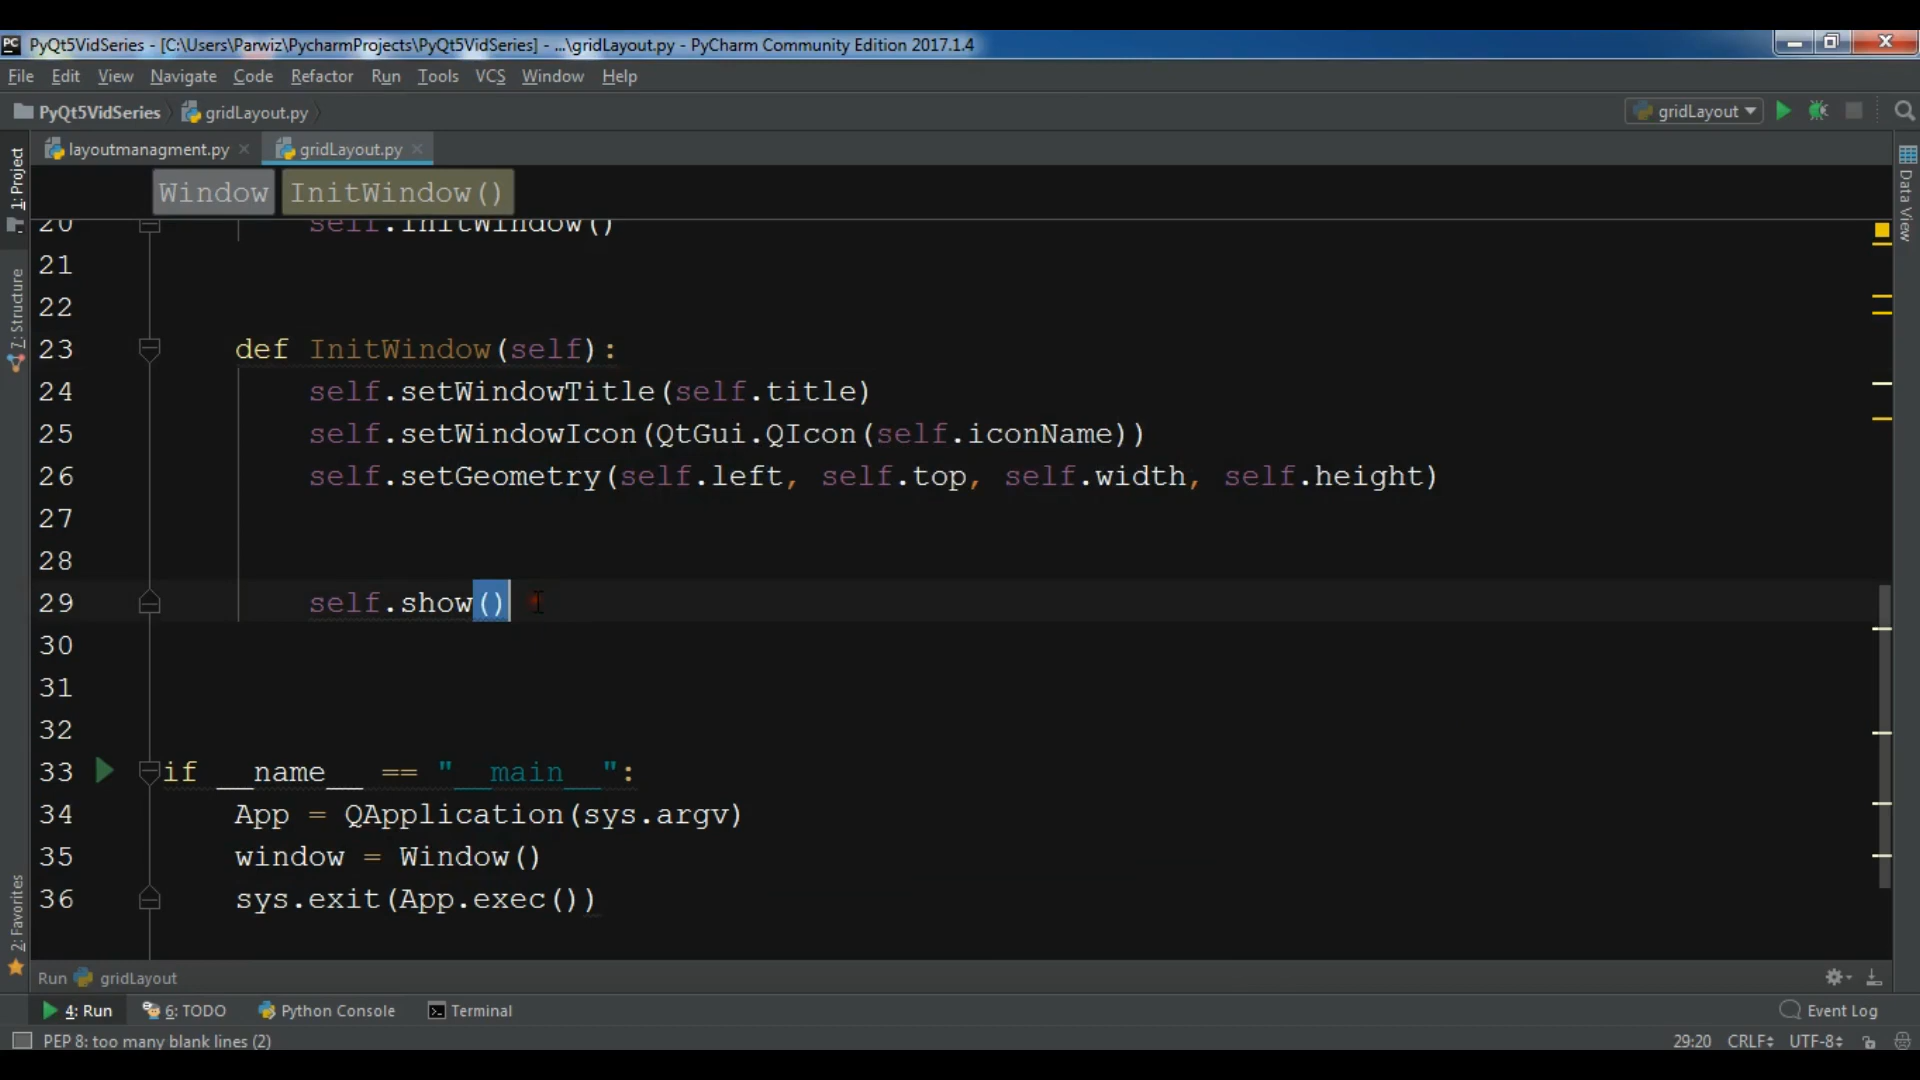 PC PyQt5VidSeries - [C:\Users\Parwiz\PycharmProjects\PyQt5VidSeries] - ...\gridLayout.py - PyCharm Community Edition 2017.1.4
File Edit View Navigate Code Refactor Run Tools VCS Window Help
PyQt5VidSeries gridLayout.py gridLayout
layoutmanagment.py gridLayout.py
1: Project
7: Structure
2: Favorites
Data View
Window InitWindow()
20 self.InitWindow()
21
22
23 def InitWindow(self):
24 self.setWindowTitle(self.title)
25 self.setWindowIcon(QtGui.QIcon(self.iconName))
26 self.setGeometry(self.left, self.top, self.width, self.height)
27
28
29 self.show()
30
31
32
33 if __name__ == "__main__":
34 App = QApplication(sys.argv)
35 window = Window()
36 sys.exit(App.exec())
Run gridLayout
4: Run 6: TODO Python Console Terminal Event Log
PEP 8: too many blank lines (2) 29:20 CRLF UTF-8